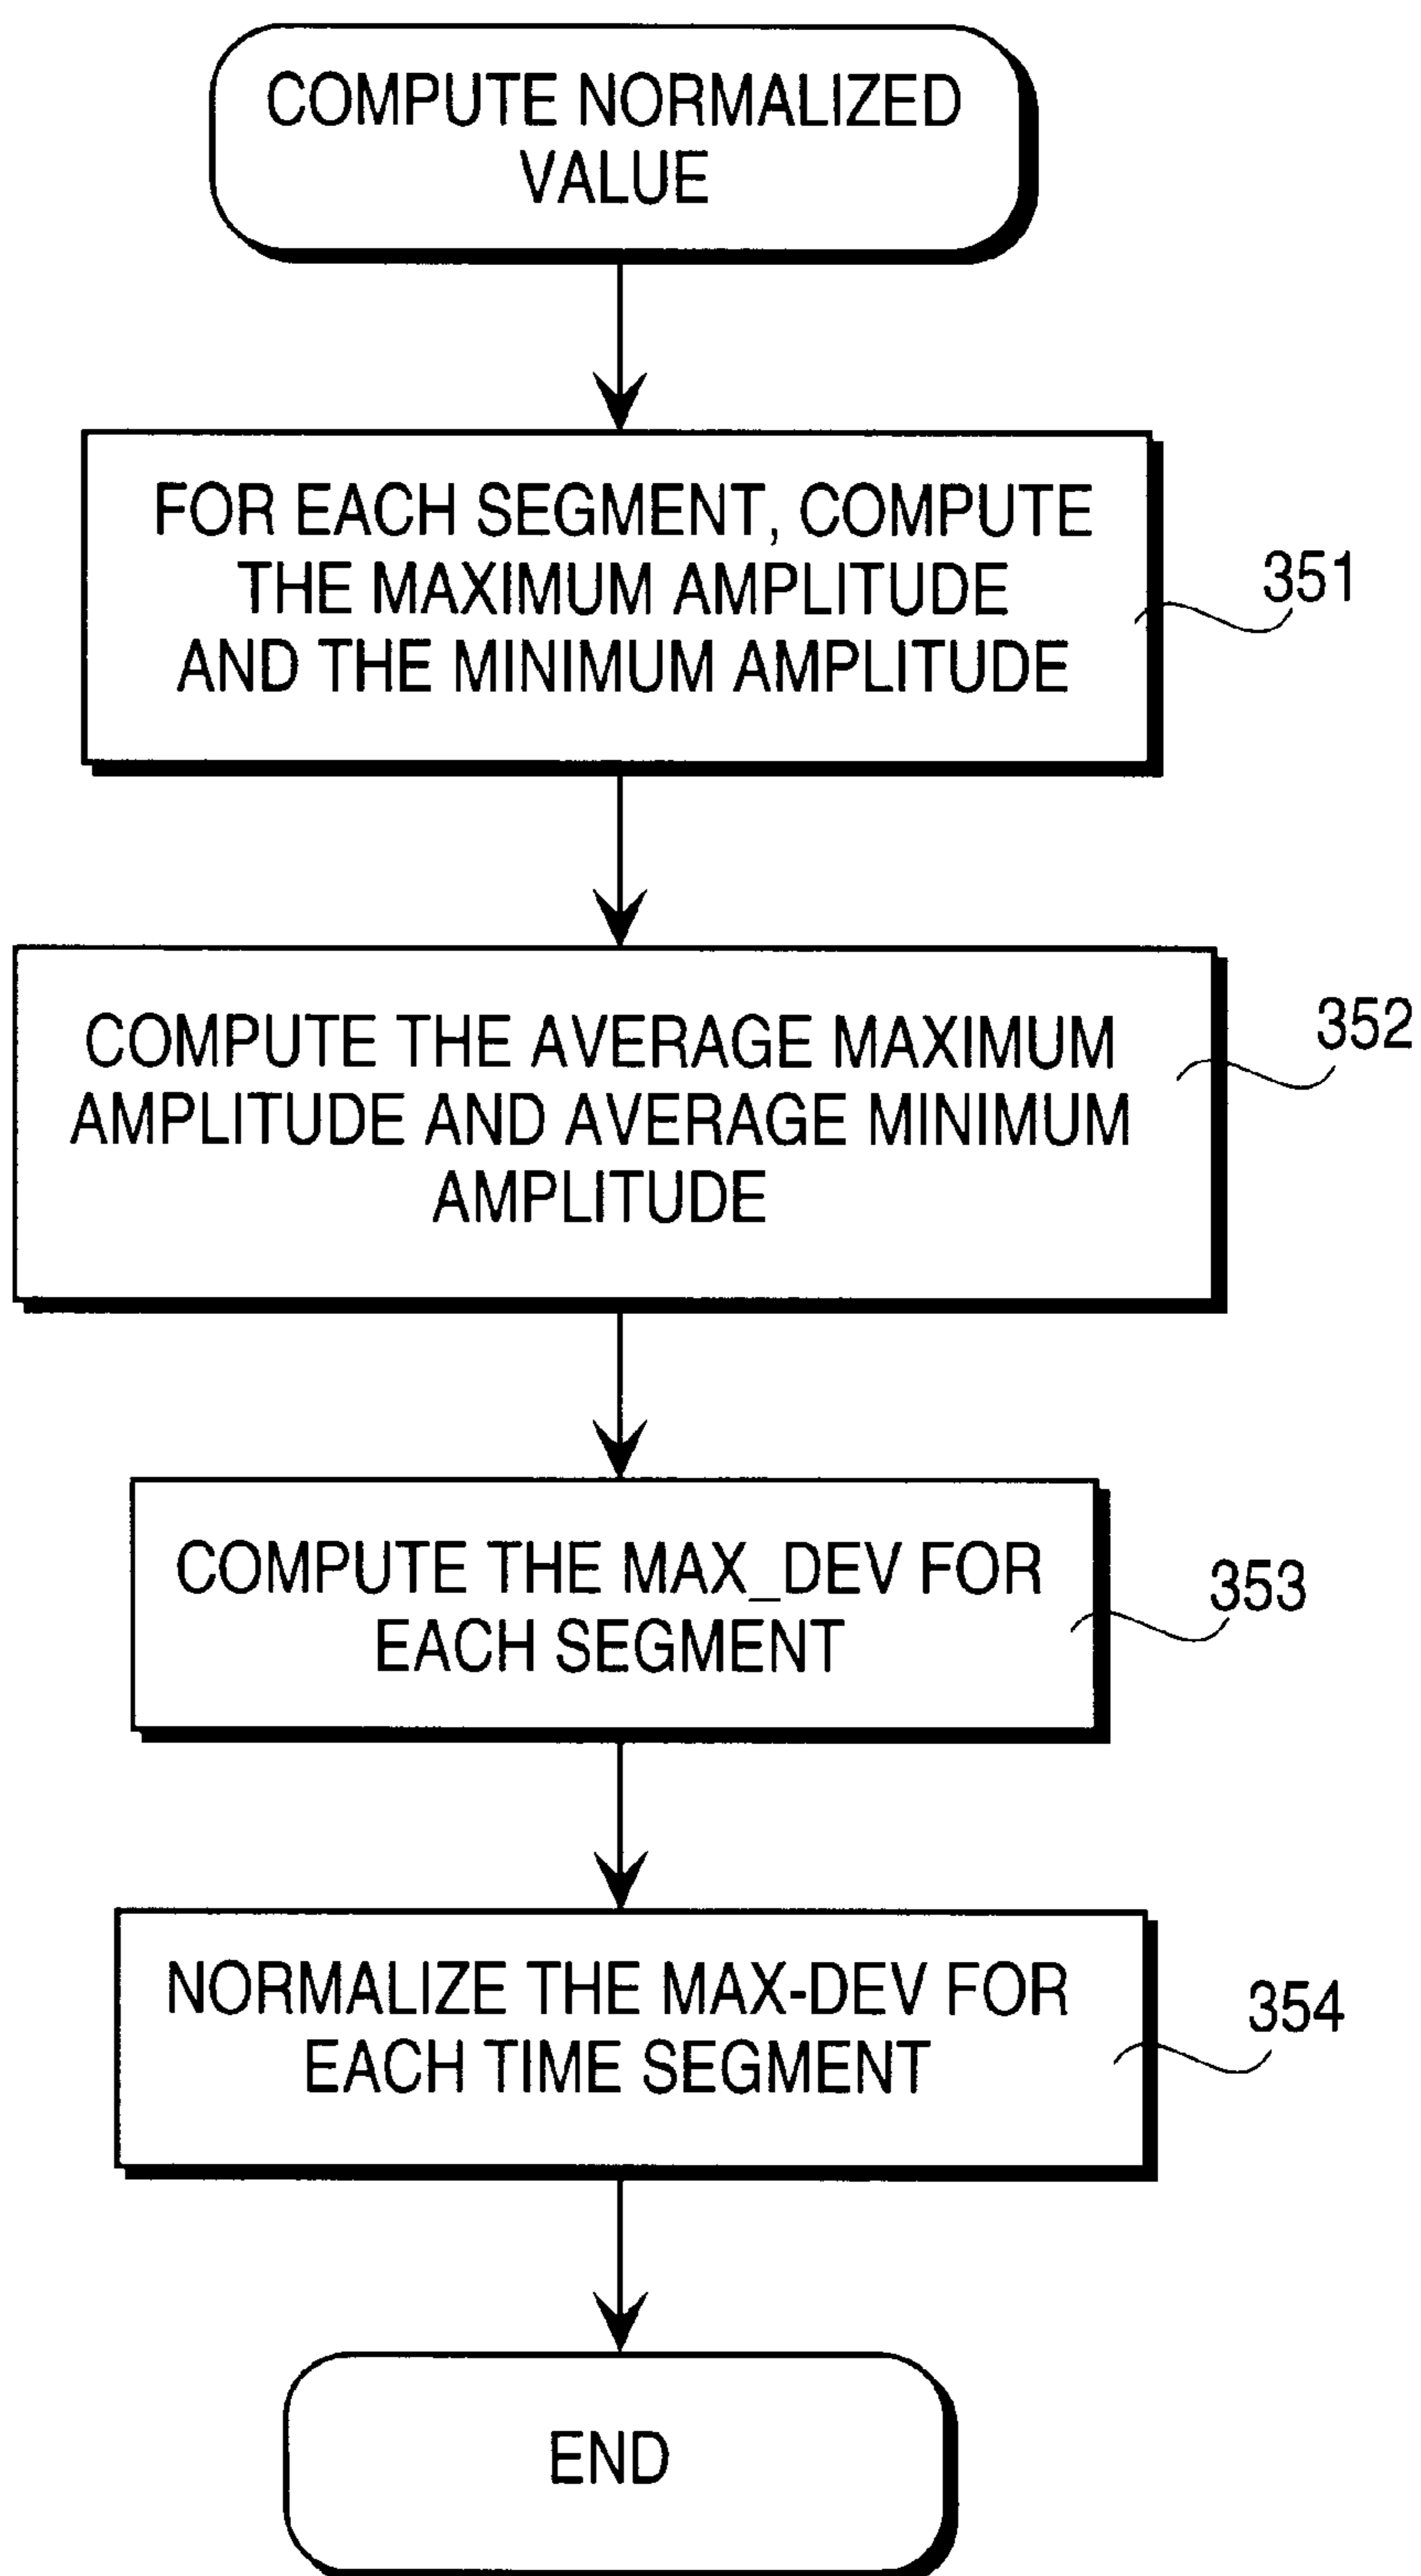 COMPUTE NORMALIZED
VALUE
FOR EACH SEGMENT, COMPUTE
THE MAXIMUM AMPLITUDE
AND THE MINIMUM AMPLITUDE
351
COMPUTE THE AVERAGE MAXIMUM
AMPLITUDE AND AVERAGE MINIMUM
AMPLITUDE
352
COMPUTE THE MAX_DEV FOR
EACH SEGMENT
353
NORMALIZE THE MAX-DEV FOR
EACH TIME SEGMENT
354
END